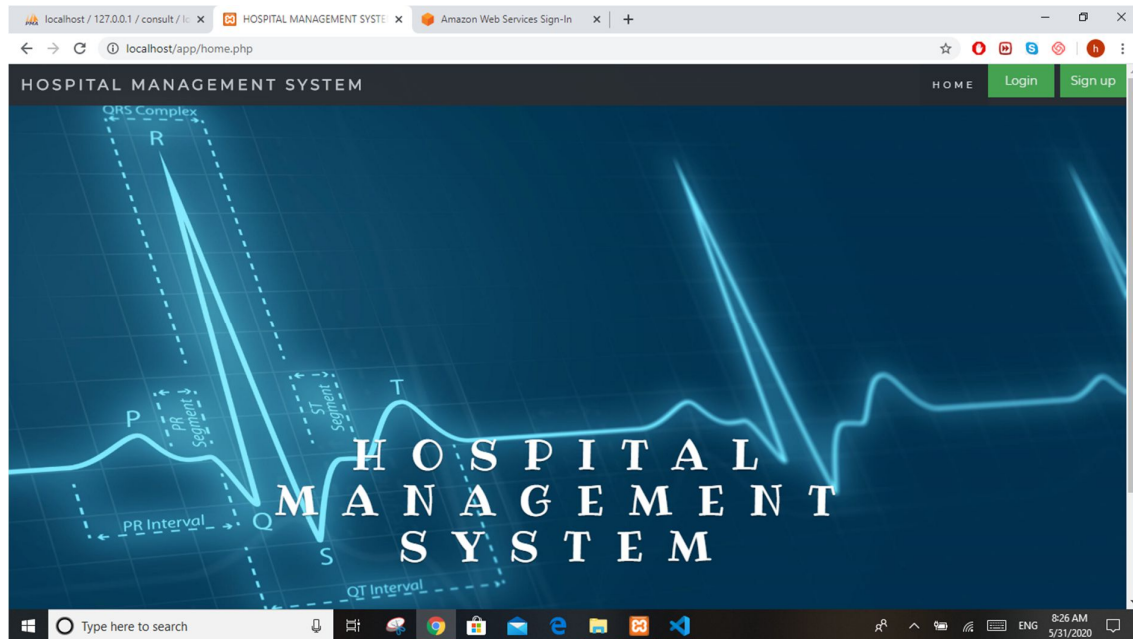 localhost / 127.0.0.1 / consult / lo
HOSPITAL MANAGEMENT SYSTE
Amazon Web Services Sign-In
localhost/app/home.php
h
HOSPITAL MANAGEMENT SYSTEM
HOME
Login
Sign up
QRS Complex
R
T
P
PR
Segment
ST
Segment
HOSPITAL
MANAGEMENT
SYSTEM
PR Interval
Q
S
QT Interval
Type here to search
ENG
8:26 AM
5/31/2020